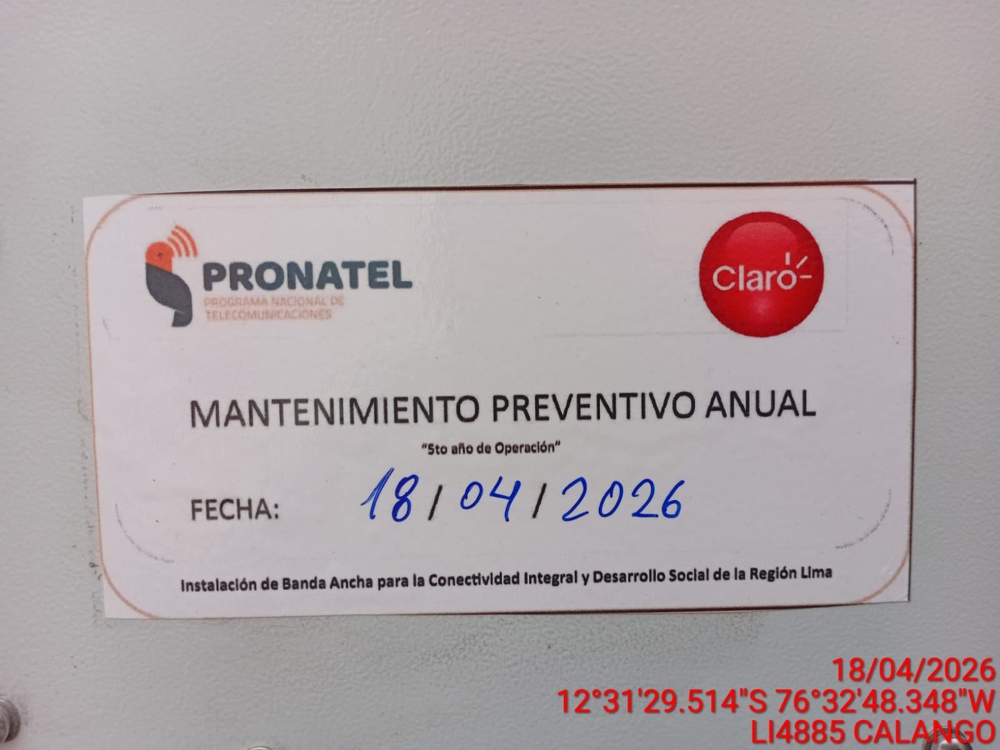 PRONATEL
PROGRAMA NACIONAL DE
TELECOMUNICACIONES
Claro
MANTENIMIENTO PREVENTIVO ANUAL
“5to año de Operación”
FECHA: 18/04/2026
Instalación de Banda Ancha para la Conectividad Integral y Desarrollo Social de la Región Lima
18/04/2026
12°31'29.514"S 76°32'48.348"W
LI4885 CALANGO